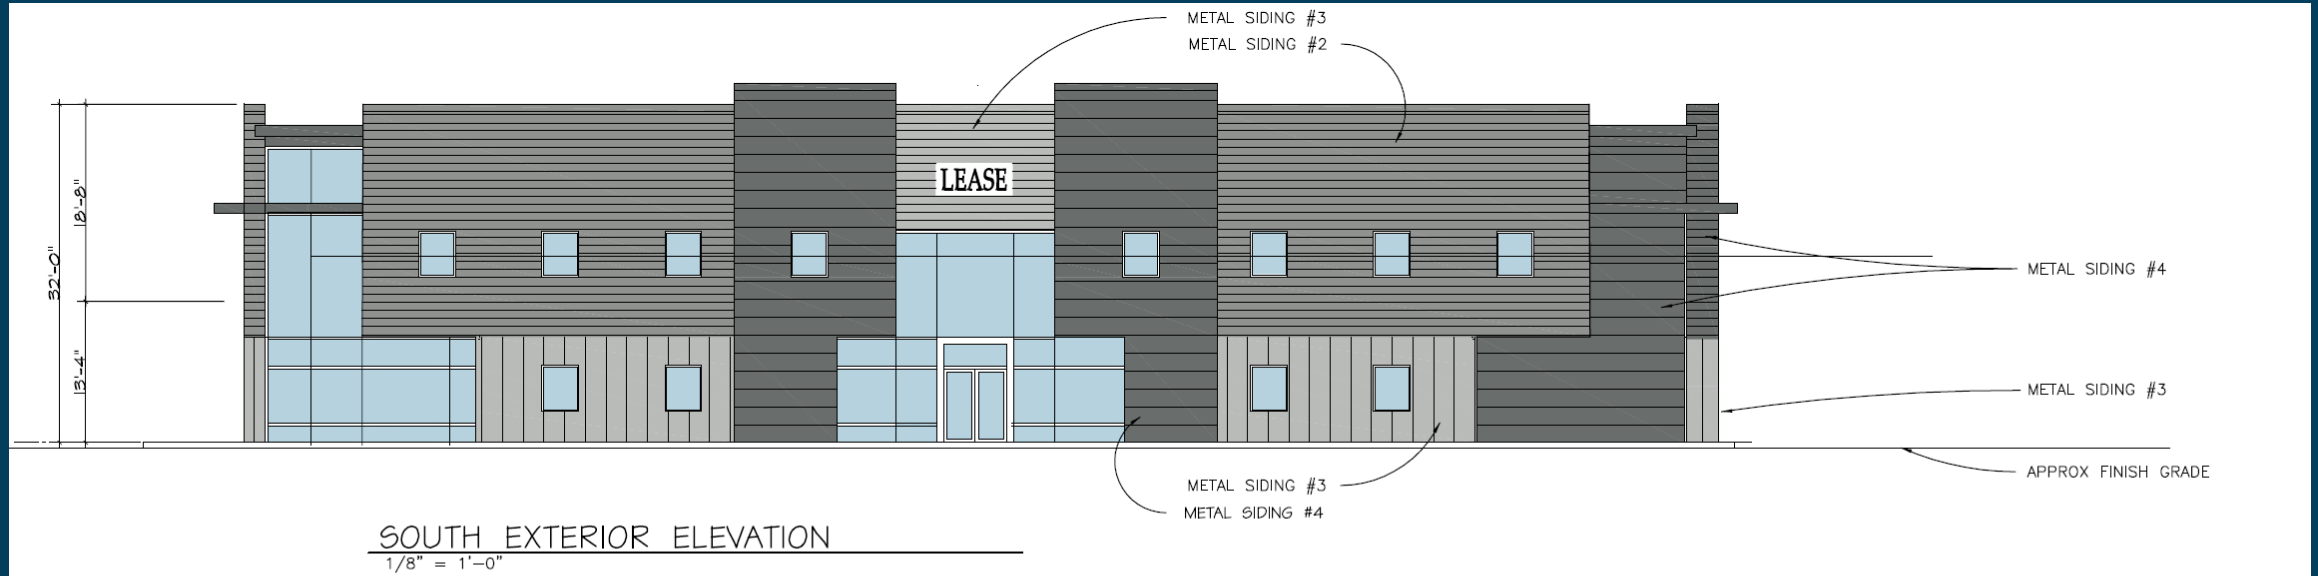 METAL SIDING #3
METAL SIDING #2
LEASE
18'-8"
32'-0"
METAL SIDING #4
13'-4"
METAL SIDING #3
APPROX FINISH GRADE
METAL SIDING #3
METAL SIDING #4
SOUTH EXTERIOR ELEVATION
1/8" = 1'-0"